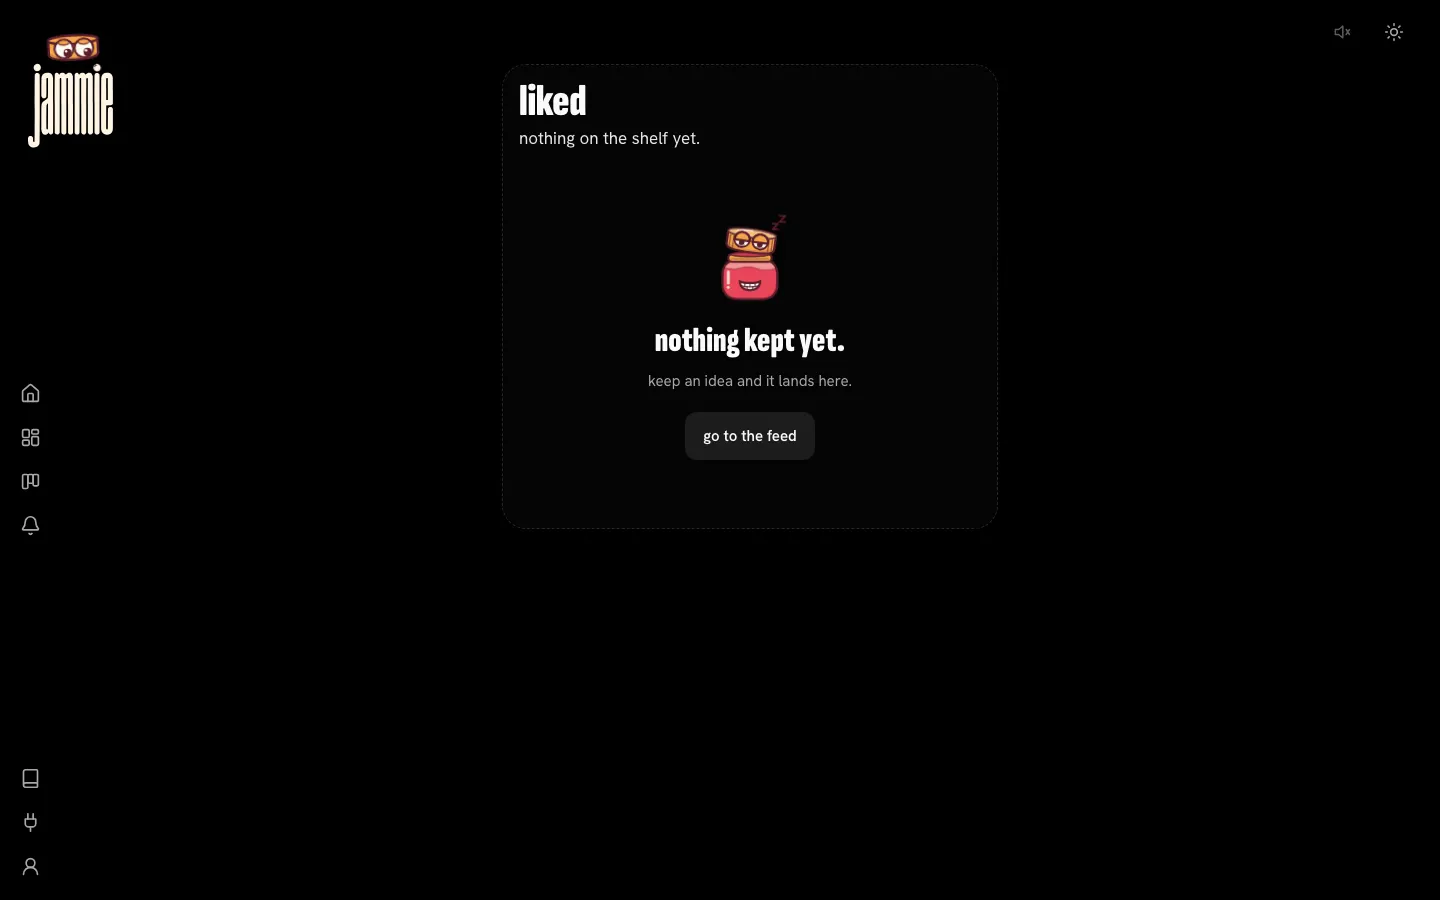 jammie
liked
nothing on the shelf yet.
z z
nothing kept yet.
keep an idea and it lands here.
go to the feed